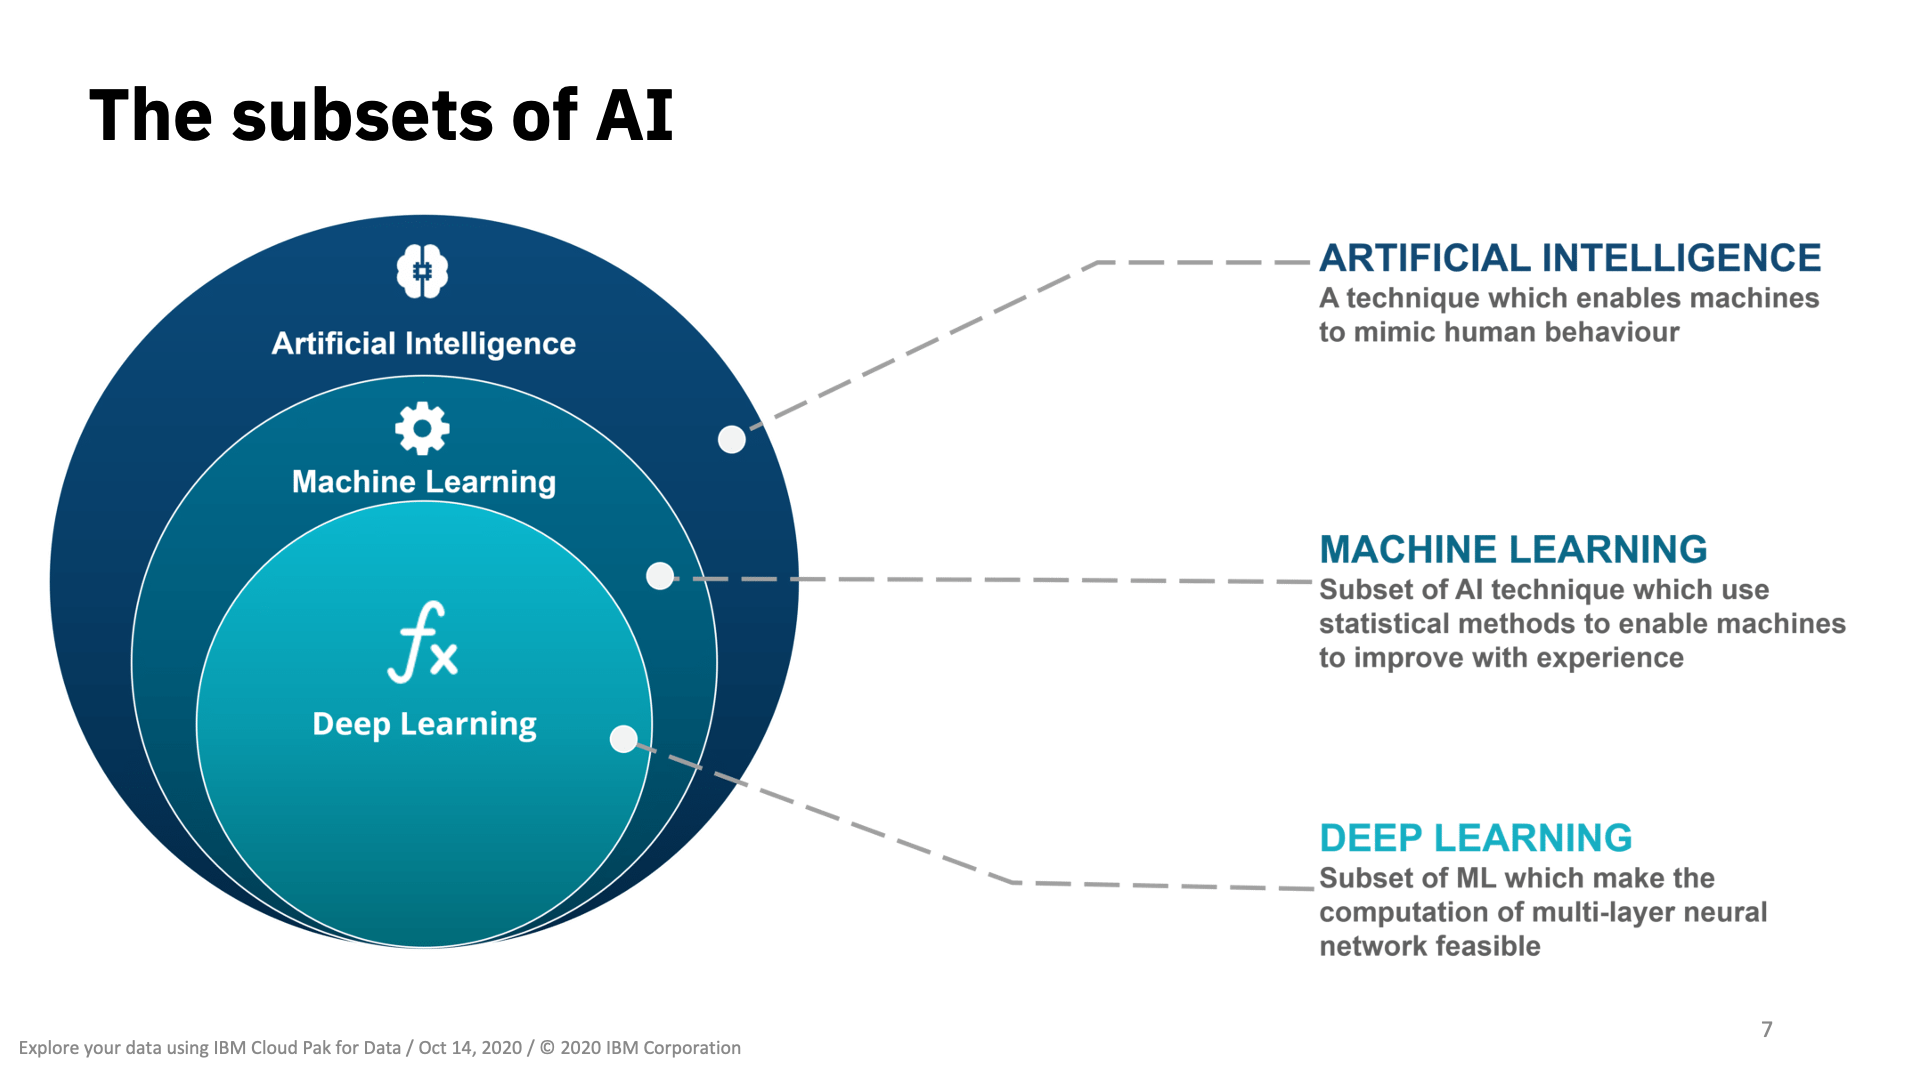 The subsets of AI
Artificial Intelligence
Machine Learning
fx
Deep Learning
ARTIFICIAL INTELLIGENCE
A technique which enables machines
to mimic human behaviour
MACHINE LEARNING
Subset of AI technique which use
statistical methods to enable machines
to improve with experience
DEEP LEARNING
Subset of ML which make the
computation of multi-layer neural
network feasible
7
Explore your data using IBM Cloud Pak for Data / Oct 14, 2020 / © 2020 IBM Corporation